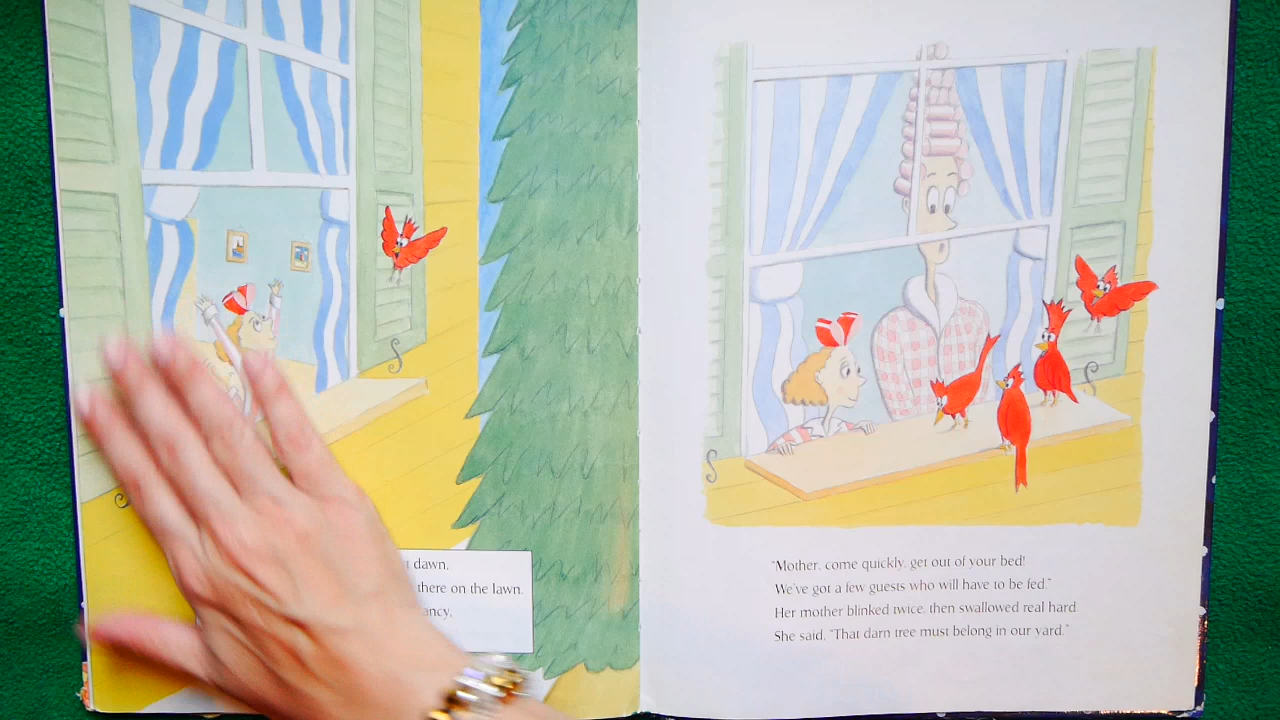 t dawn.
there on the lawn.
ancy,
"Mother, come quickly, get out of your bed!
We've got a few guests who will have to be fed."
Her mother blinked twice, then swallowed real hard
She said, "That darn tree must belong in our yard."